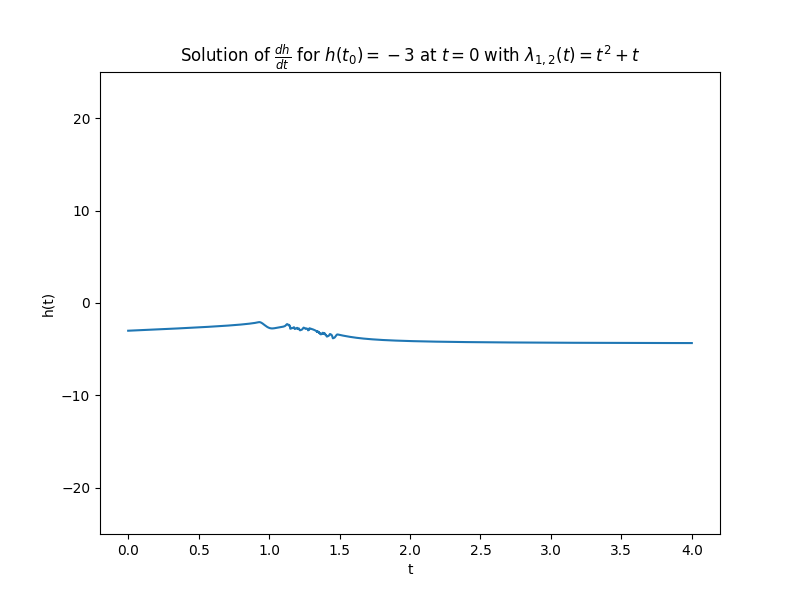 Solution of $\frac{dh}{dt}$ for $h(t_0) = -3$ at $t = 0$ with $\lambda_{1,2}(t) = t^2 + t$
20
10
0
−10
−20
h(t)
0.0 0.5 1.0 1.5 2.0 2.5 3.0 3.5 4.0
t